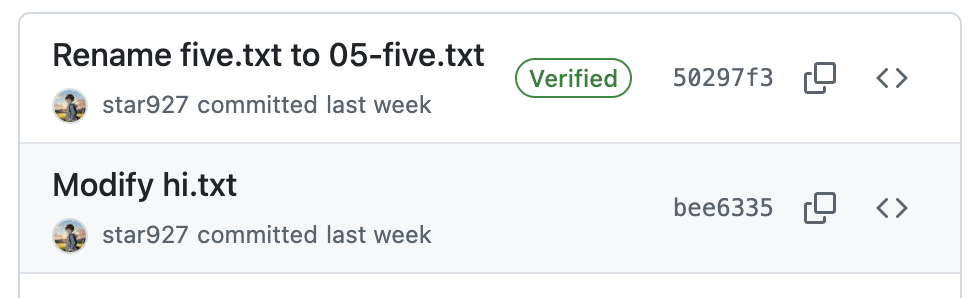 Rename five.txt to 05-five.txt
Verified
50297f3
star927 committed last week
Modify hi.txt
bee6335
star927 committed last week